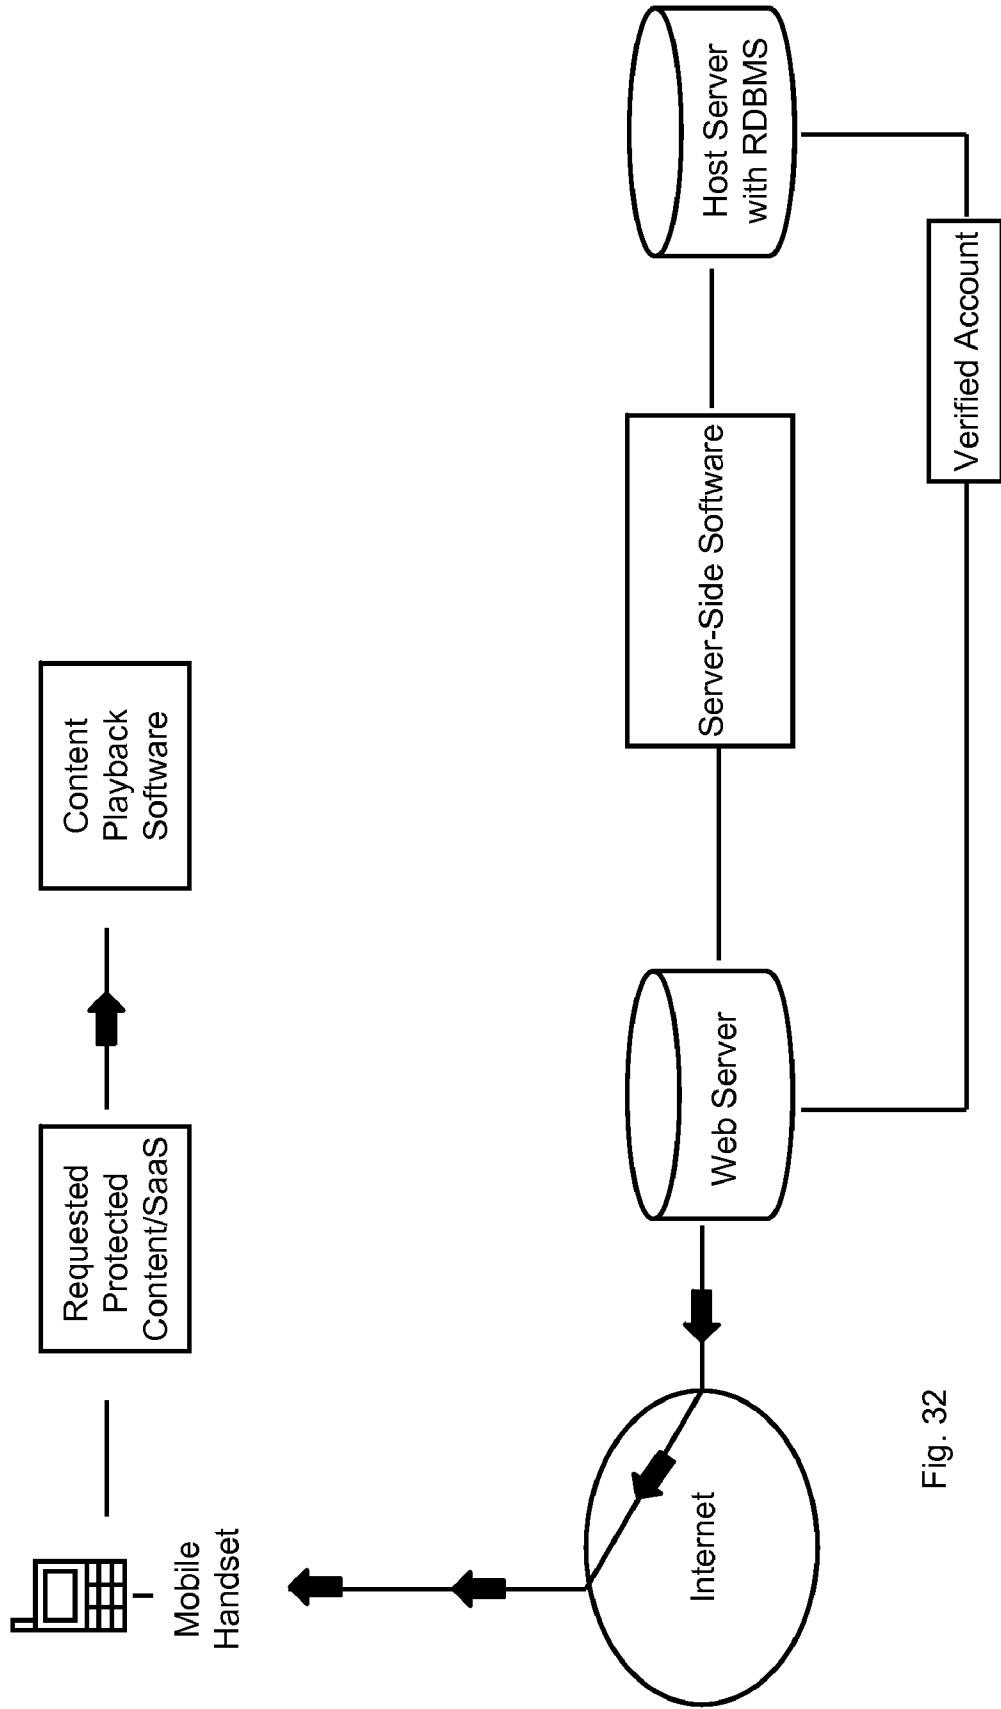 Mobile
Handset
Requested
Protected
Content/SaaS
Content
Playback
Software
Internet
Web Server
Server-Side Software
Host Server
with RDBMS
Verified Account
Fig. 32